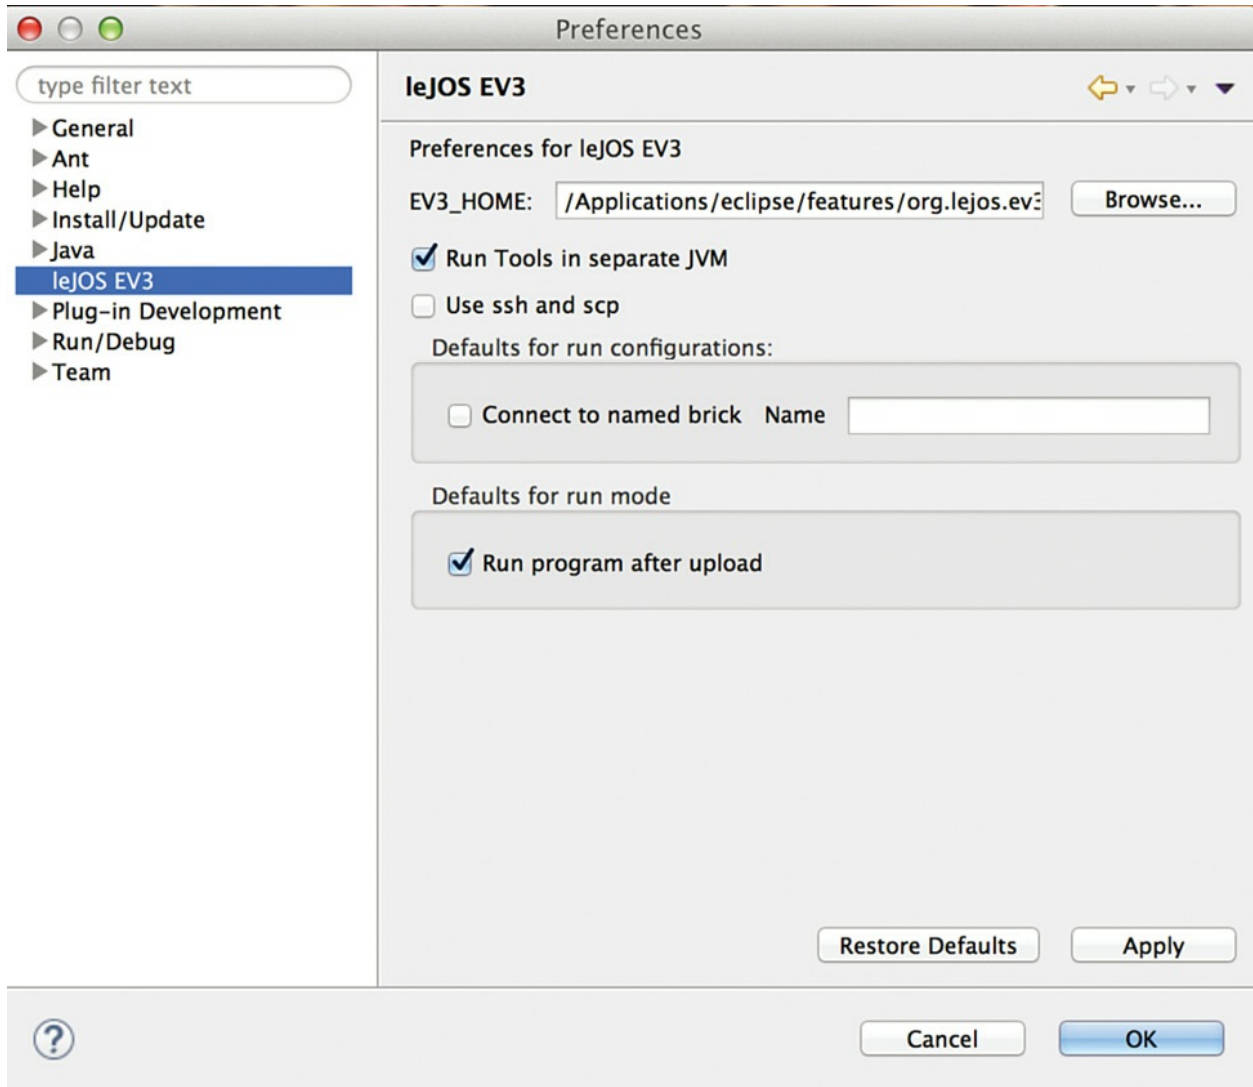 Preferences
type filter text
General
Ant
Help
Install/Update
Java
leJOS EV3
Plug-in Development
Run/Debug
Team
leJOS EV3
Preferences for leJOS EV3
EV3_HOME: /Applications/eclipse/features/org.lejos.ev3 Browse...
Run Tools in separate JVM
Use ssh and scp
Defaults for run configurations:
Connect to named brick Name
Defaults for run mode
Run program after upload
Restore Defaults Apply
? Cancel OK